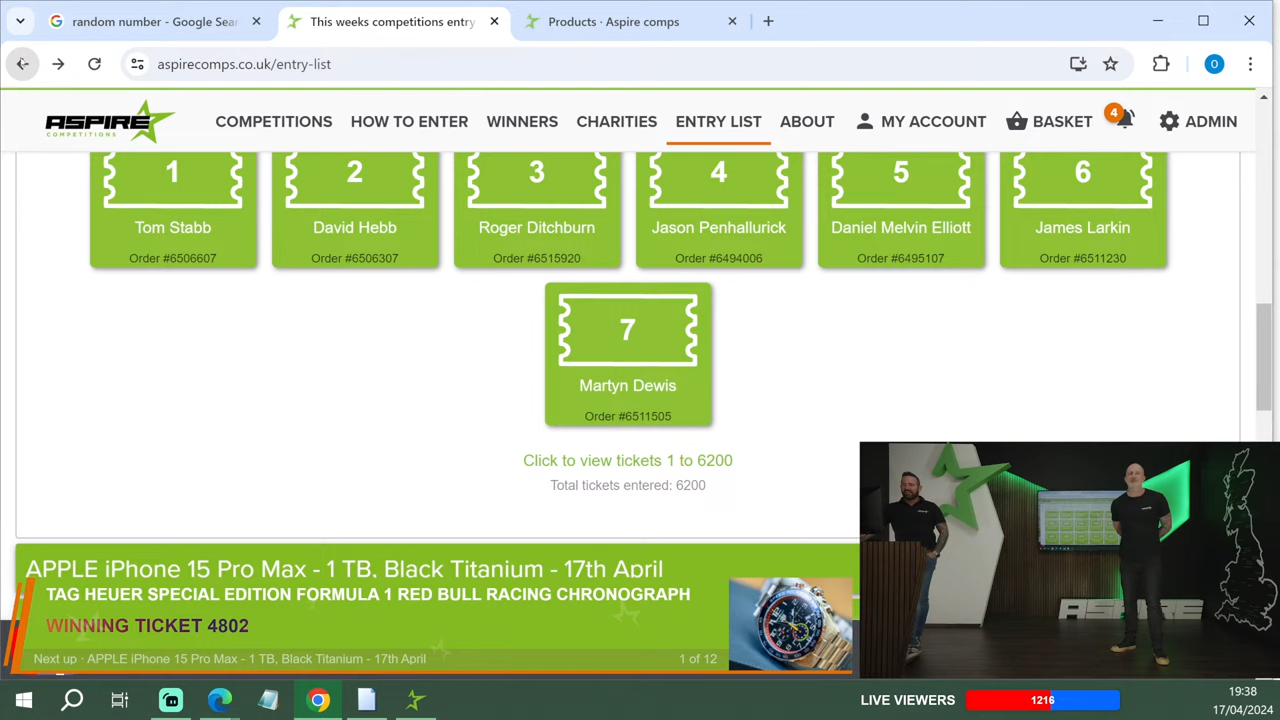 random number - Google Sear
This weeks competitions entry
Products · Aspire comps
aspirecomps.co.uk/entry-list
O
ASPIRE
COMPETITIONS
COMPETITIONS
HOW TO ENTER
WINNERS
CHARITIES
ENTRY LIST
ABOUT
MY ACCOUNT
BASKET
4
ADMIN
1
2
3
4
5
6
Tom Stabb
David Hebb
Roger Ditchburn
Jason Penhallurick
Daniel Melvin Elliott
James Larkin
Order #6506607
Order #6506307
Order #6515920
Order #6494006
Order #6495107
Order #6511230
7
Martyn Dewis
Order #6511505
Click to view tickets 1 to 6200
Total tickets entered: 6200
APPLE iPhone 15 Pro Max - 1 TB, Black Titanium - 17th April
TAG HEUER SPECIAL EDITION FORMULA 1 RED BULL RACING CHRONOGRAPH
WINNING TICKET 4802
Next up · APPLE iPhone 15 Pro Max - 1 TB, Black Titanium - 17th April
1 of 12
ASPIRE
LIVE VIEWERS
1216
19:38
17/04/2024